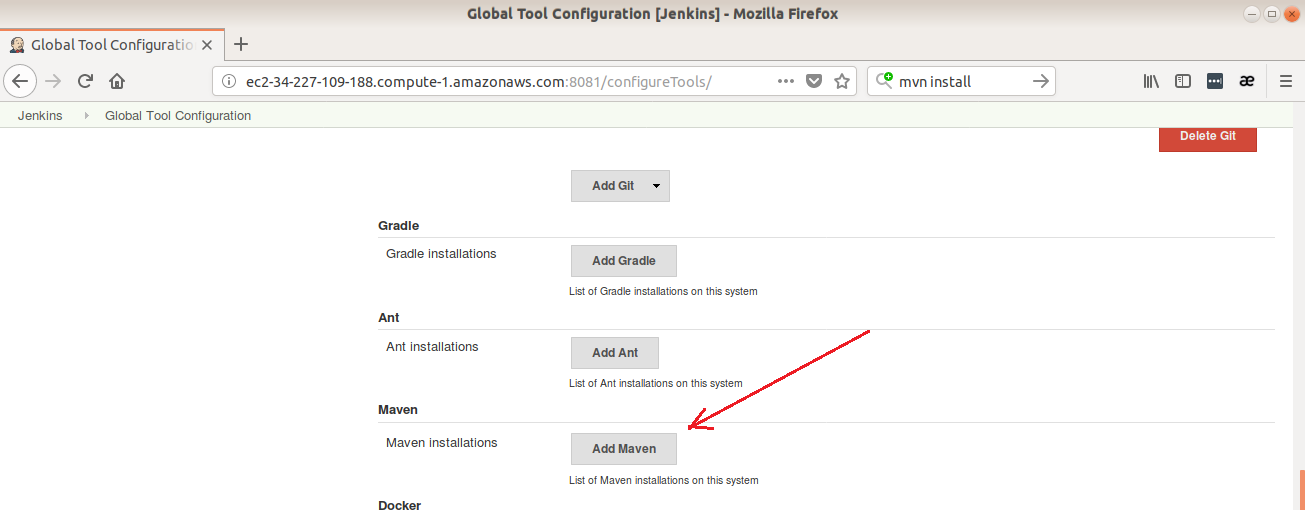 Global Tool Configuration [Jenkins] - Mozilla Firefox
Global Tool Configuratio
ec2-34-227-109-188.compute-1.amazonaws.com:8081/configureTools/
mvn install
Jenkins Global Tool Configuration
Delete Git
Add Git
Gradle
Gradle installations
Add Gradle
List of Gradle installations on this system
Ant
Ant installations
Add Ant
List of Ant installations on this system
Maven
Maven installations
Add Maven
List of Maven installations on this system
Docker